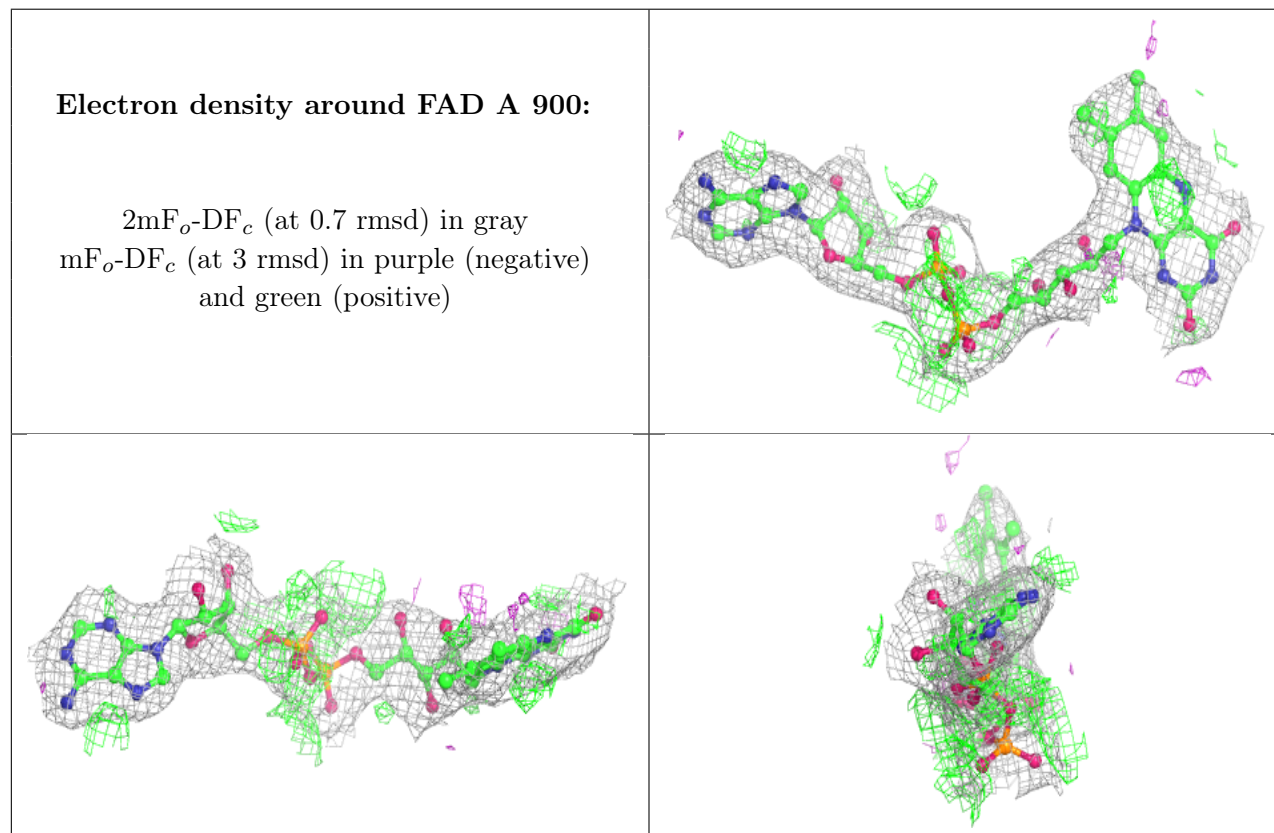 Electron density around FAD A 900:
2mFo-DFc (at 0.7 rmsd) in gray
mFo-DFc (at 3 rmsd) in purple (negative)
and green (positive)